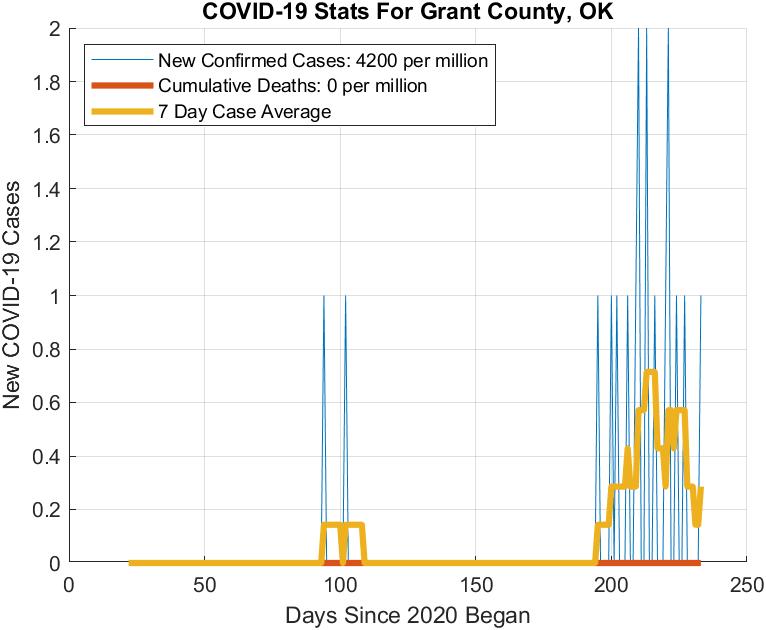 COVID-19 Stats For Grant County, OK
New Confirmed Cases: 4200 per million
Cumulative Deaths: 0 per million
7 Day Case Average
New COVID-19 Cases
2
1.8
1.6
1.4
1.2
1
0.8
0.6
0.4
0.2
0
0 50 100 150 200 250
Days Since 2020 Began